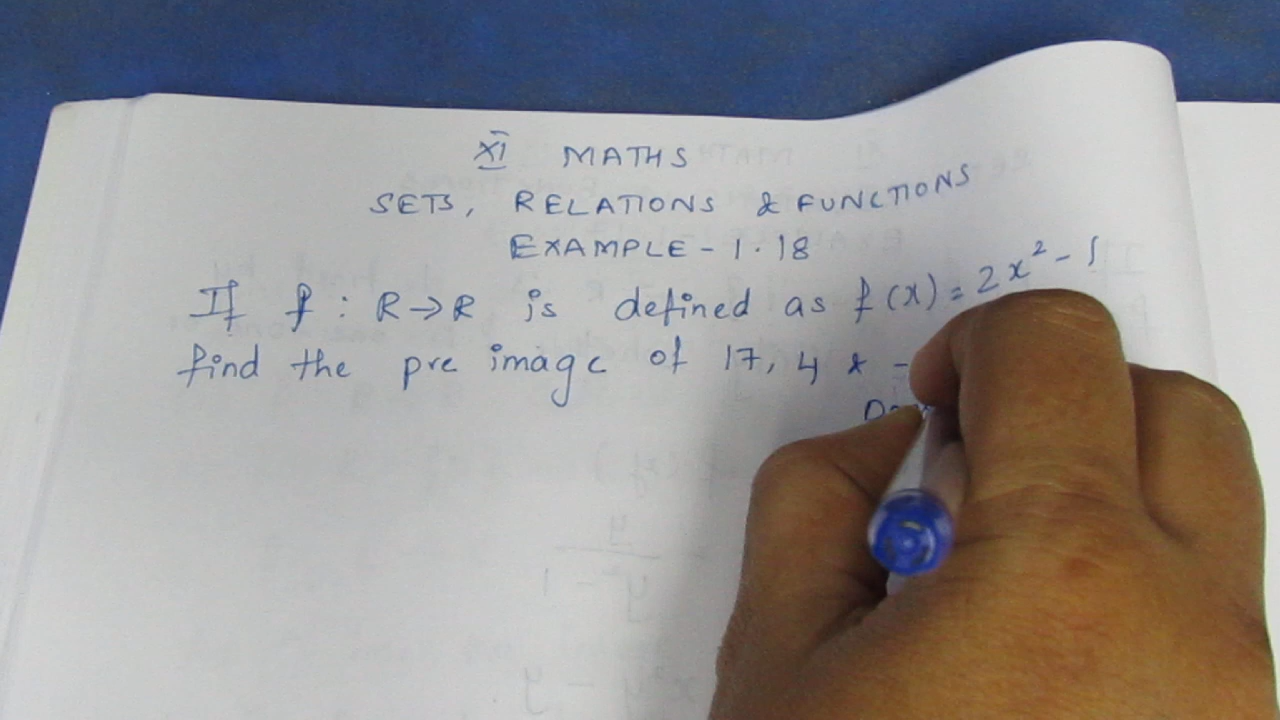 XI MATHS
SETS, RELATIONS & FUNCTIONS
EXAMPLE - 1.18
If f : R → R is defined as f(x) = 2x² - 1
find the pre image of 17, 4 & -